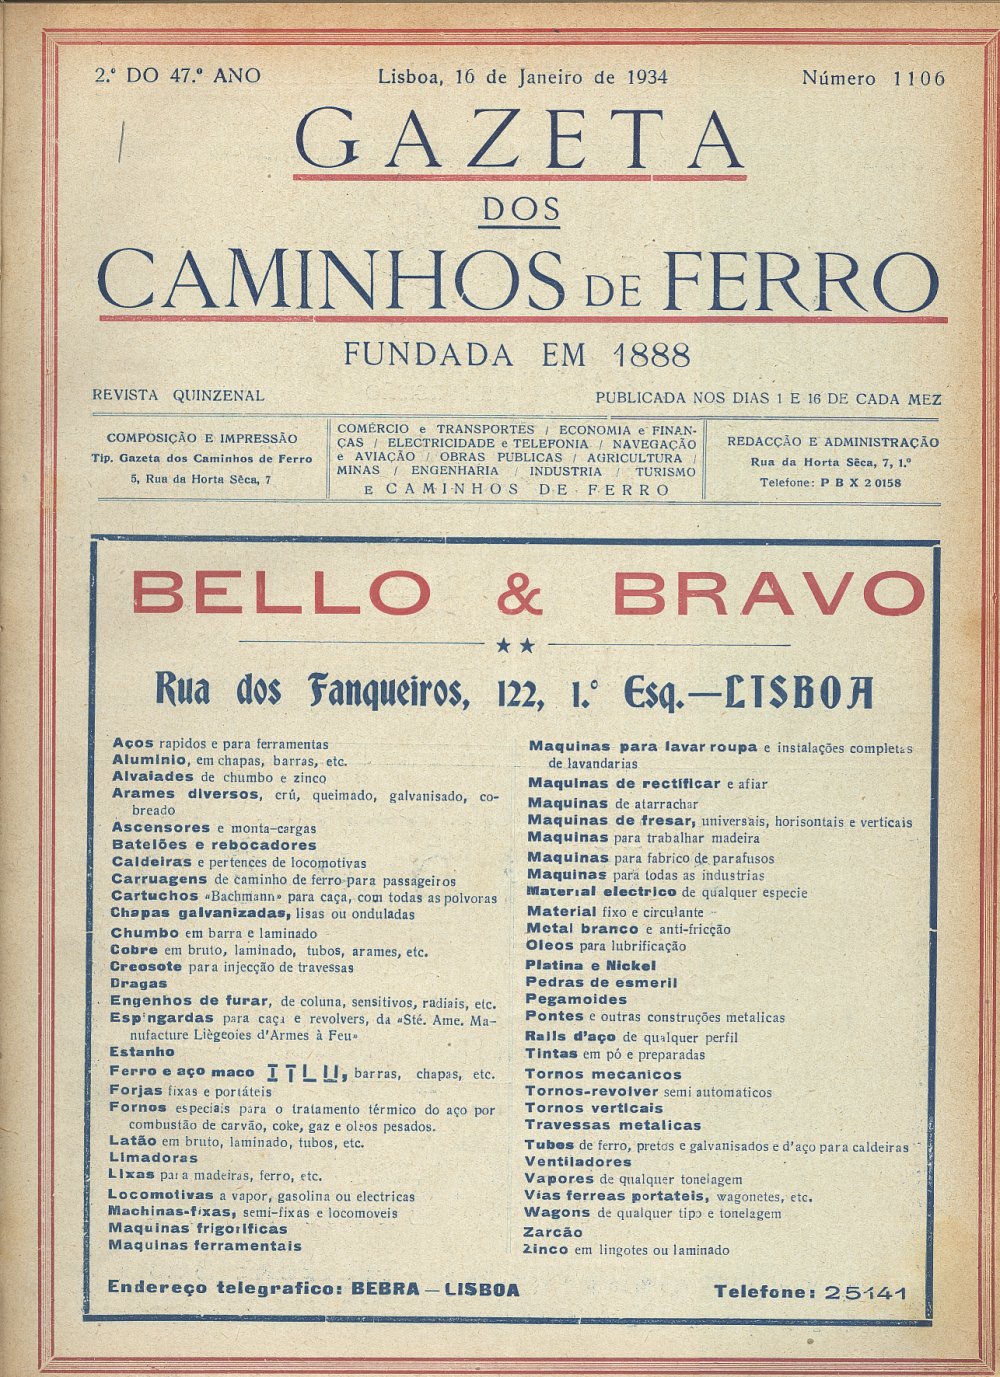 2.º DO 47.º ANO Lisboa, 16 de Janeiro de 1934 Número 1106
GAZETA
DOS
CAMINHOS DE FERRO
FUNDADA EM 1888
REVISTA QUINZENAL PUBLICADA NOS DIAS 1 E 16 DE CADA MEZ
COMPOSIÇÃO E IMPRESSÃO
Tip. Gazeta dos Caminhos de Ferro
5, Rua da Horta Sêca, 7
COMÉRCIO e TRANSPORTES / ECONOMIA e FINAN-
ÇAS / ELECTRICIDADE e TELEFONIA / NAVEGAÇÃO
e AVIAÇÃO / OBRAS PUBLICAS / AGRICULTURA /
MINAS / ENGENHARIA / INDUSTRIA / TURISMO
E CAMINHOS DE FERRO
REDACÇÃO E ADMINISTRAÇÃO
Rua da Horta Sêca, 7, 1.º
Telefone: P B X 2 0158
BELLO & BRAVO
Rua dos Fanqueiros, 122, 1.º Esq.—LISBOA
Aços rapidos e para ferramentas
Aluminio, em chapas, barras, etc.
Alvaiades de chumbo e zinco
Arames diversos, crú, queimado, galvanisado, co-
breado
Ascensores e monta-cargas
Batelões e rebocadores
Caldeiras e pertences de locomotivas
Carruagens de caminho de ferro para passageiros
Cartuchos «Bachmann» para caça, com todas as polvoras
Chapas galvanizadas, lisas ou onduladas
Chumbo em barra e laminado
Cobre em bruto, laminado, tubos, arames, etc.
Creosote para injecção de travessas
Dragas
Engenhos de furar, de coluna, sensitivos, radiais, etc.
Espingardas para caça e revolvers, da «Sté. Ame. Ma-
nufacture Liègeoies d'Armes à Feu»
Estanho
Ferro e aço maco I T L U, barras, chapas, etc.
Forjas fixas e portáteis
Fornos especiais para o tratamento térmico do aço por
combustão de carvão, coke, gaz e oleos pesados.
Latão em bruto, laminado, tubos, etc.
Limadoras
Lixas para madeiras, ferro, etc.
Locomotivas a vapor, gasolina ou electricas
Machinas-fixas, semi-fixas e locomoveis
Maquinas frigorificas
Maquinas ferramentais
Maquinas para lavar roupa e instalações completas
de lavandarias
Maquinas de rectificar e afiar
Maquinas de atarrachar
Maquinas de fresar, universais, horisontais e verticais
Maquinas para trabalhar madeira
Maquinas para fabrico de parafusos
Maquinas para todas as industrias
Material electrico de qualquer especie
Material fixo e circulante
Metal branco e anti-fricção
Oleos para lubrificação
Platina e Nickel
Pedras de esmeril
Pegamoides
Pontes e outras construções metalicas
Rails d'aço de qualquer perfil
Tintas em pó e preparadas
Tornos mecanicos
Tornos-revolver semi automaticos
Tornos verticais
Travessas metalicas
Tubos de ferro, pretos e galvanisados e d'aço para caldeiras
Ventiladores
Vapores de qualquer tonelagem
Vias ferreas portateis, wagonetes, etc.
Wagons de qualquer tipo e tonelagem
Zarcão
Zinco em lingotes ou laminado
Endereço telegrafico: BEBRA — LISBOA Telefone: 25141